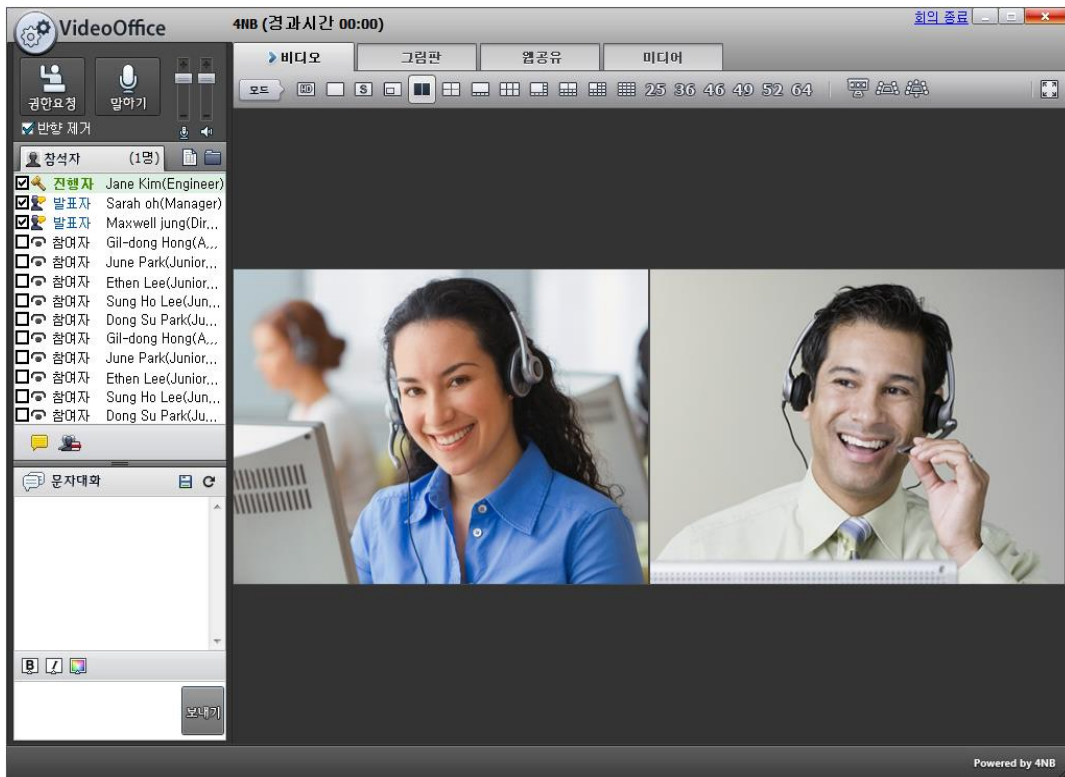 VideoOffice
4NB (경과시간 00:00)
회의 종료
권한요청
말하기
반향 제거
비디오
그림판
웹공유
미디어
모드
HD
S
25 36 46 49 52 64
참석자 (1명)
진행자 Jane Kim(Engineer)
발표자 Sarah oh(Manager)
발표자 Maxwell jung(Dir...
참여자 Gil-dong Hong(A...
참여자 June Park(Junior...
참여자 Ethen Lee(Junior...
참여자 Sung Ho Lee(Jun...
참여자 Dong Su Park(Ju...
참여자 Gil-dong Hong(A...
참여자 June Park(Junior...
참여자 Ethen Lee(Junior...
참여자 Sung Ho Lee(Jun...
참여자 Dong Su Park(Ju...
문자대화
B I
보내기
Powered by 4NB